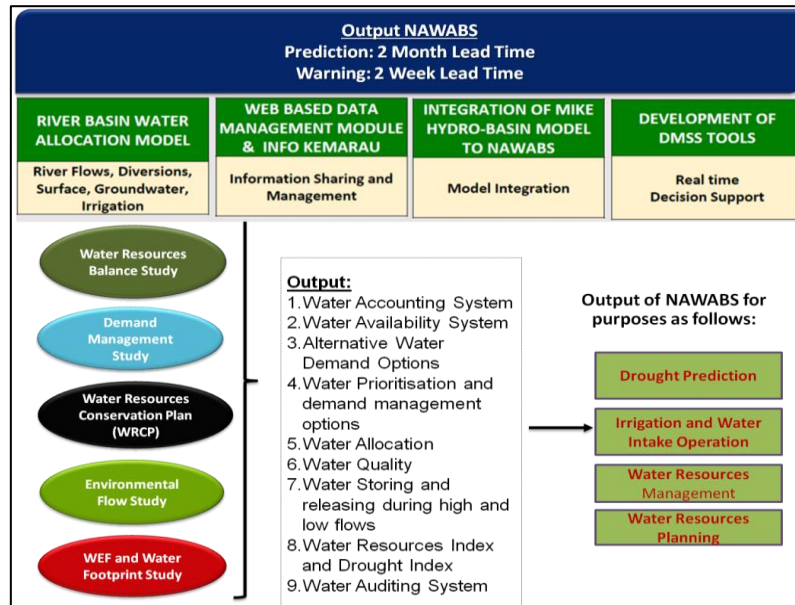 Output NAWABS
Prediction: 2 Month Lead Time
Warning: 2 Week Lead Time
RIVER BASIN WATER
ALLOCATION MODEL
River Flows, Diversions,
Surface, Groundwater,
Irrigation
WEB BASED DATA
MANAGEMENT MODULE
& INFO KEMARAU
Information Sharing and
Management
INTEGRATION OF MIKE
HYDRO-BASIN MODEL
TO NAWABS
Model Integration
DEVELOPMENT OF
DMSS TOOLS
Real time
Decision Support
Water Resources
Balance Study
Demand
Management
Study
Water Resources
Conservation Plan
(WRCP)
Environmental
Flow Study
WEF and Water
Footprint Study
Output:
1.Water Accounting System
2.Water Availability System
3.Alternative Water
Demand Options
4.Water Prioritisation and
demand management
options
5.Water Allocation
6.Water Quality
7.Water Storing and
releasing during high and
low flows
8.Water Resources Index
and Drought Index
9.Water Auditing System
Output of NAWABS for
purposes as follows:
Drought Prediction
Irrigation and Water
Intake Operation
Water Resources
Management
Water Resources
Planning